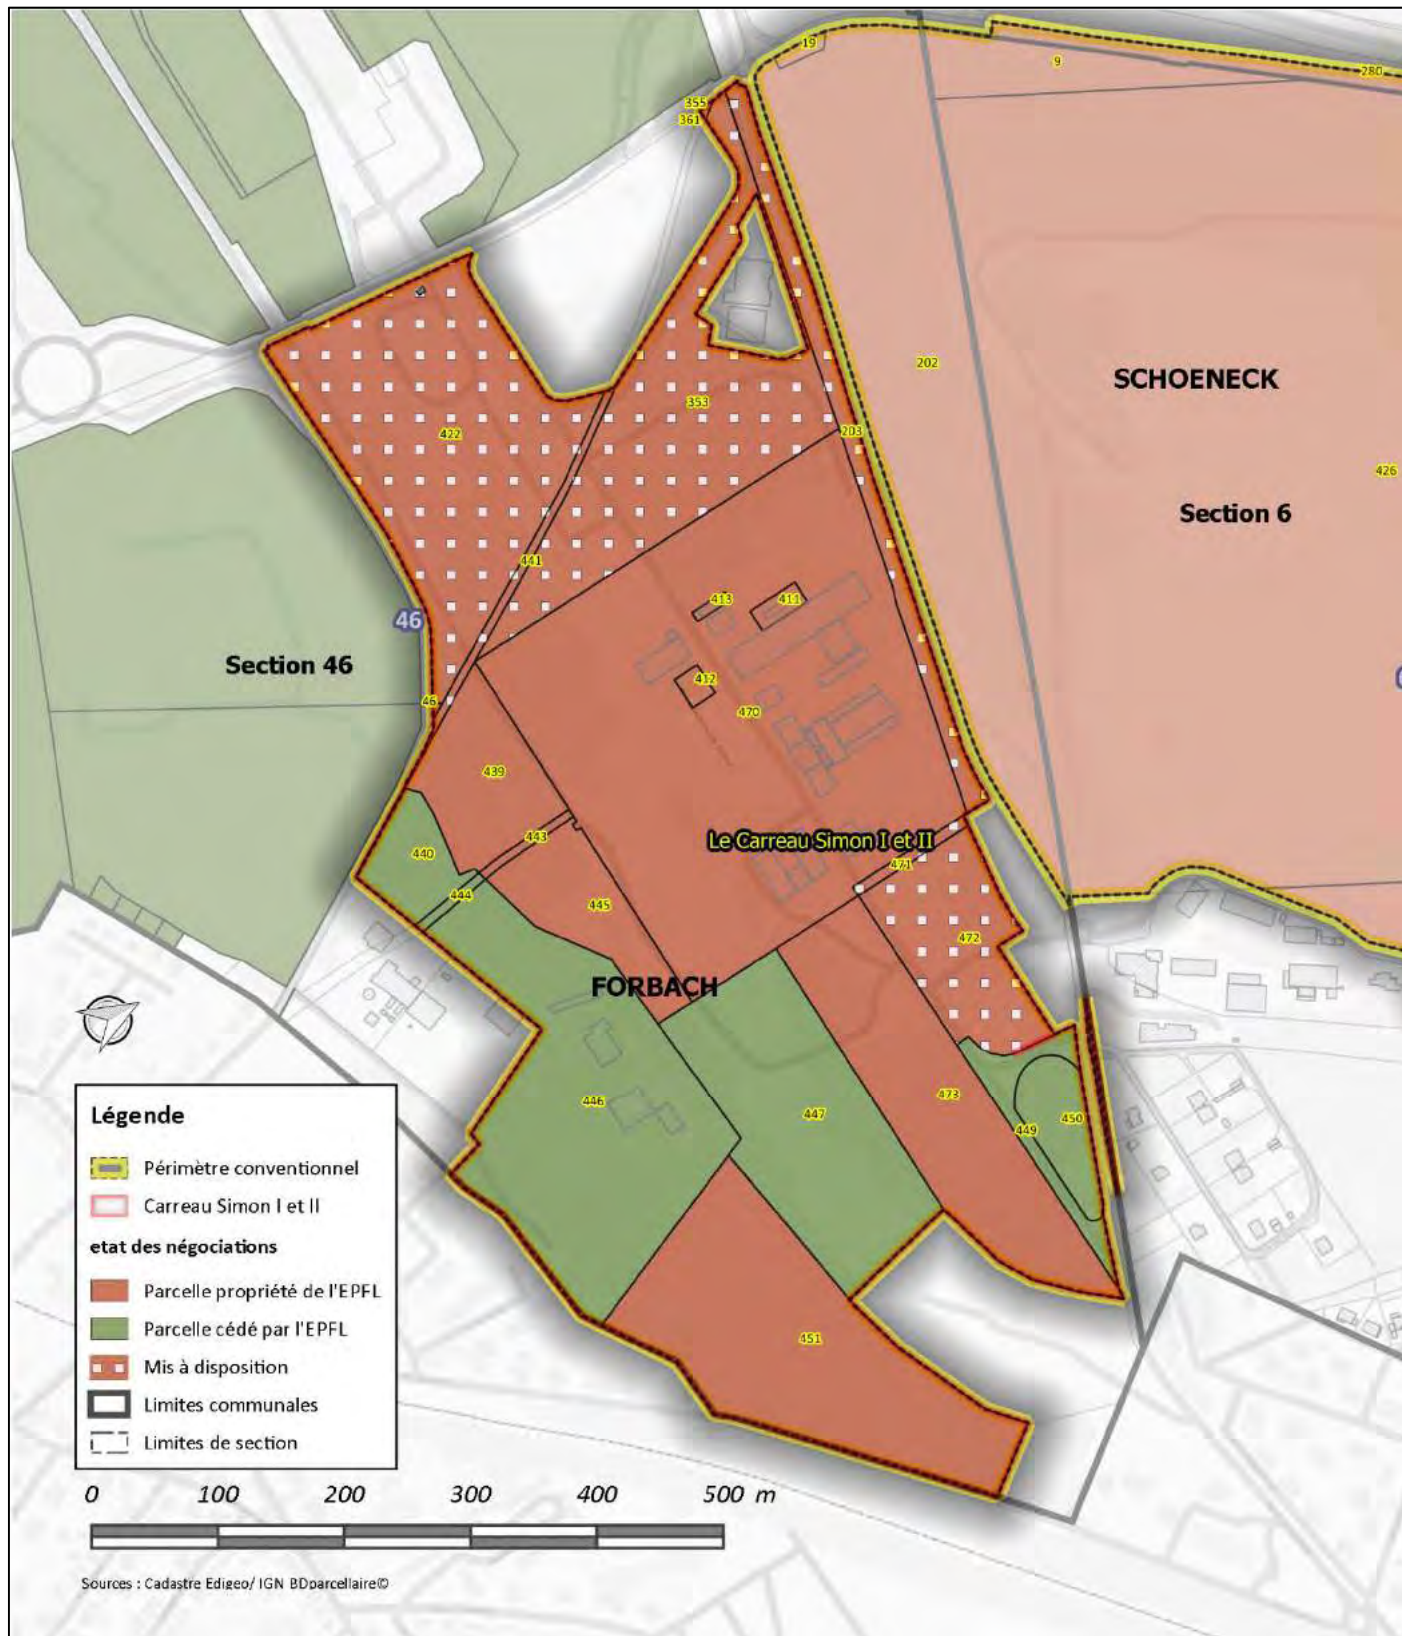 19
9
280
355
361
202
SCHOENECK
353
422
203
426
Section 6
441
413
411
46
Section 46
412
46
470
439
443
Le Carreau Simon I et II
440
471
444
445
472
FORBACH
446
447
473
449
450
451
Légende
Périmètre conventionnel
Carreau Simon I et II
etat des négociations
Parcelle propriété de l'EPFL
Parcelle cédé par l'EPFL
Mis à disposition
Limites communales
Limites de section
0 100 200 300 400 500 m
Sources : Cadastre Edigeo/ IGN BDparcellaire©